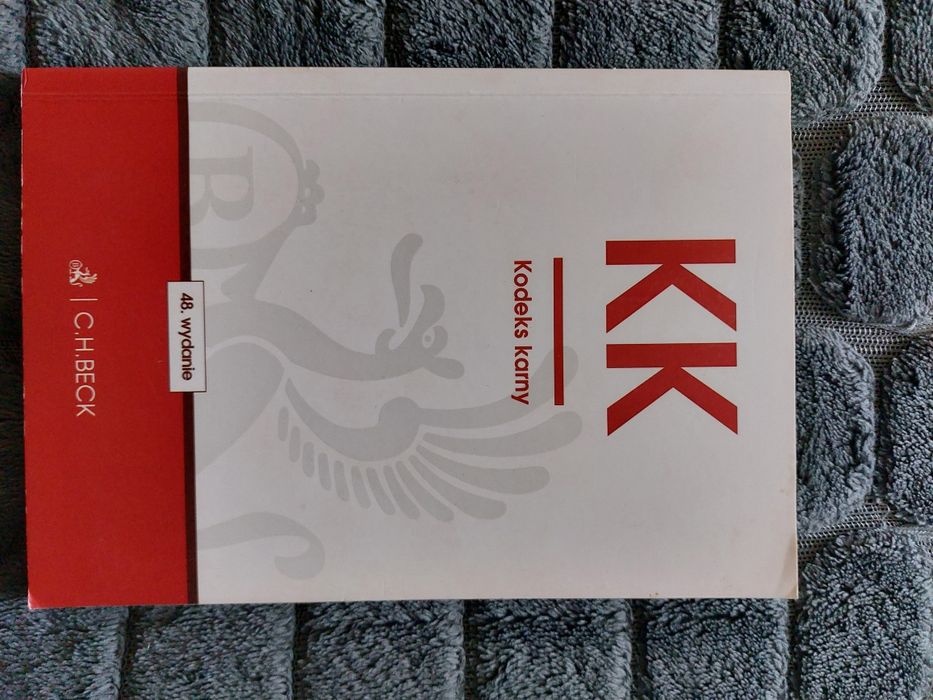 KK
Kodeks karny
48. wydanie
C.H.BECK
B